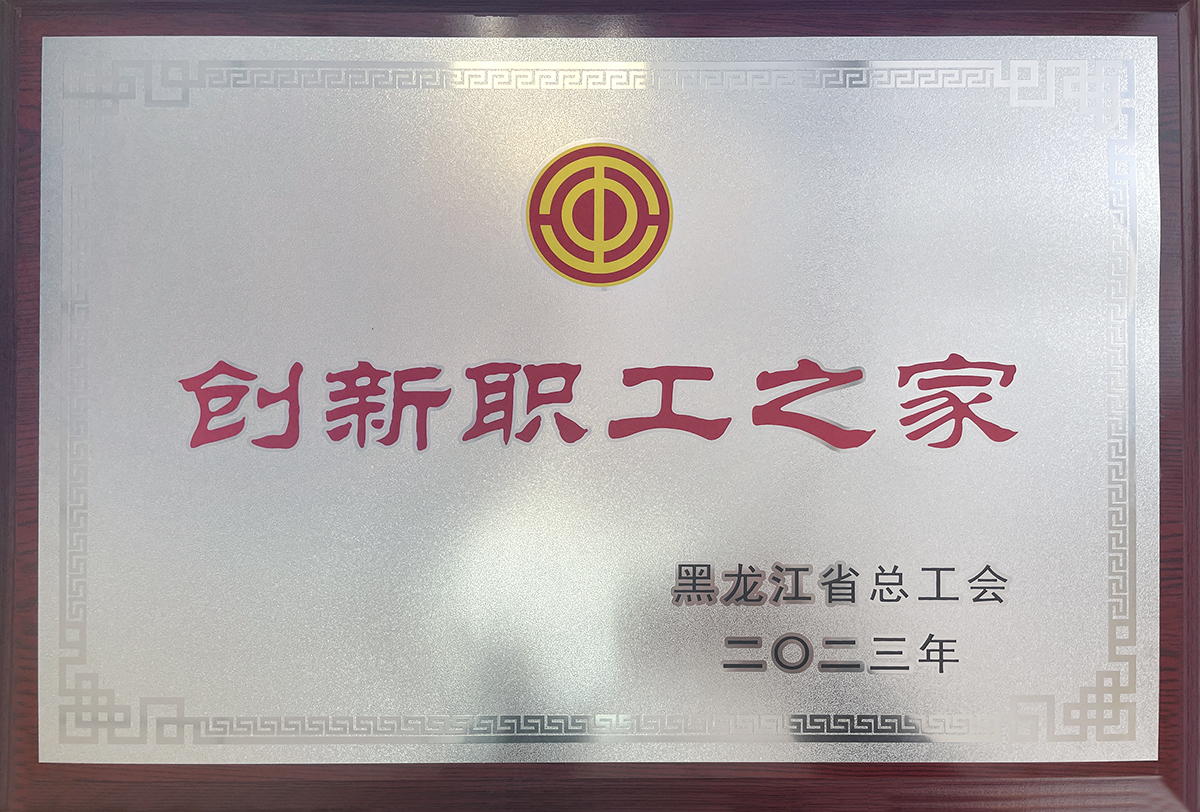 创新职工之家
黑龙江省总工会
二〇二三年